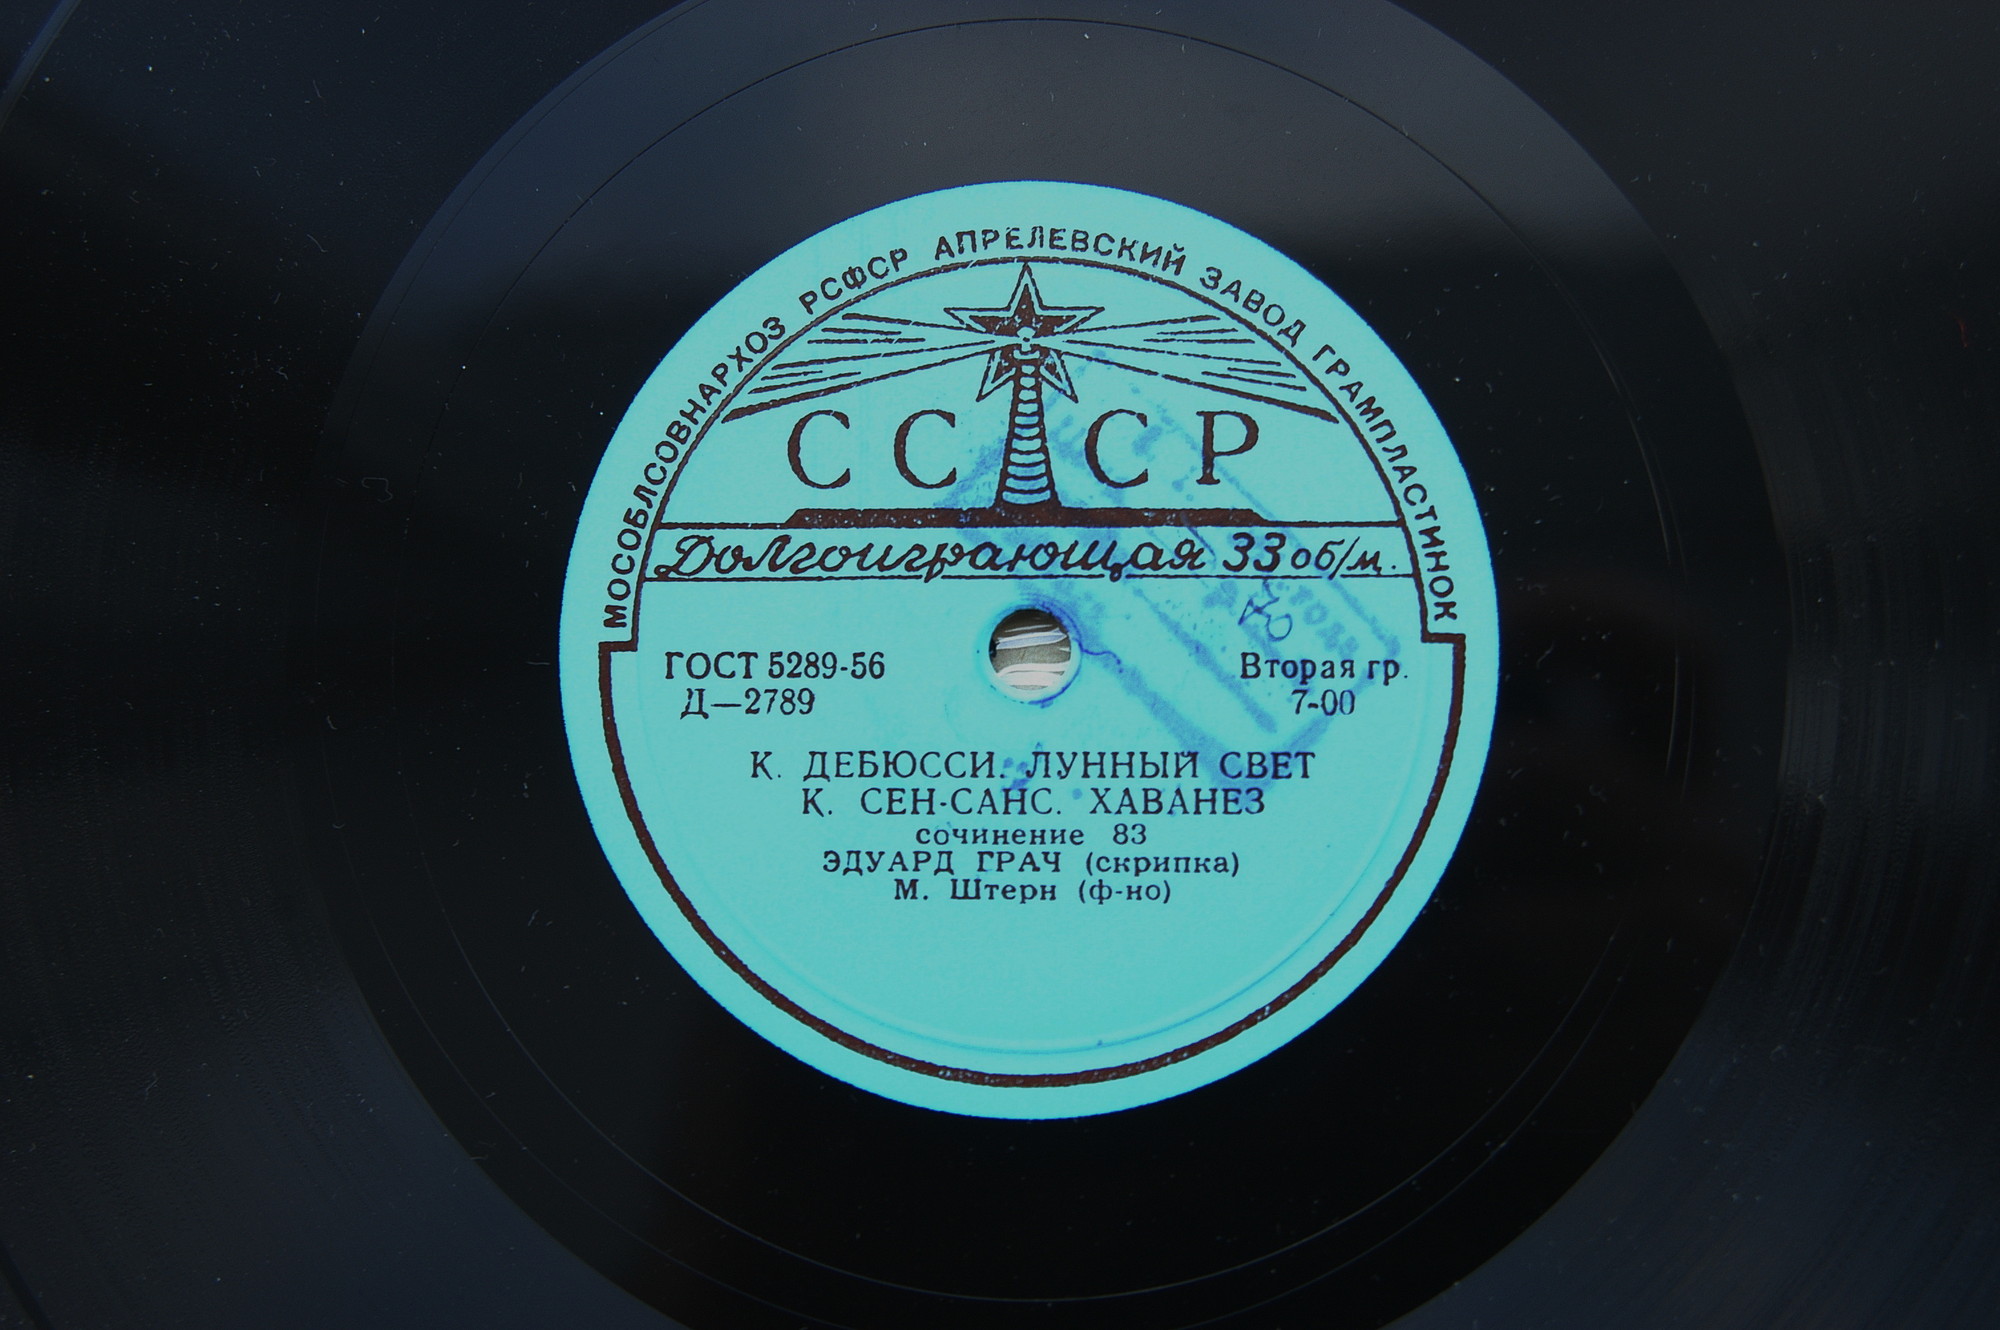 МОСОБЛСОВНАРХОЗ РСФСР АПРЕЛЕВСКИЙ ЗАВОД ГРАМПЛАСТИНОК
СССР
Долгоиграющая 33 об/м.
ГОСТ 5289-56
Д—2789
Вторая гр.
7-00
К. ДЕБЮССИ. ЛУННЫЙ СВЕТ
К. СЕН-САНС. ХАВАНЕЗ
сочинение 83
ЭДУАРД ГРАЧ (скрипка)
М. Штерн (ф-но)